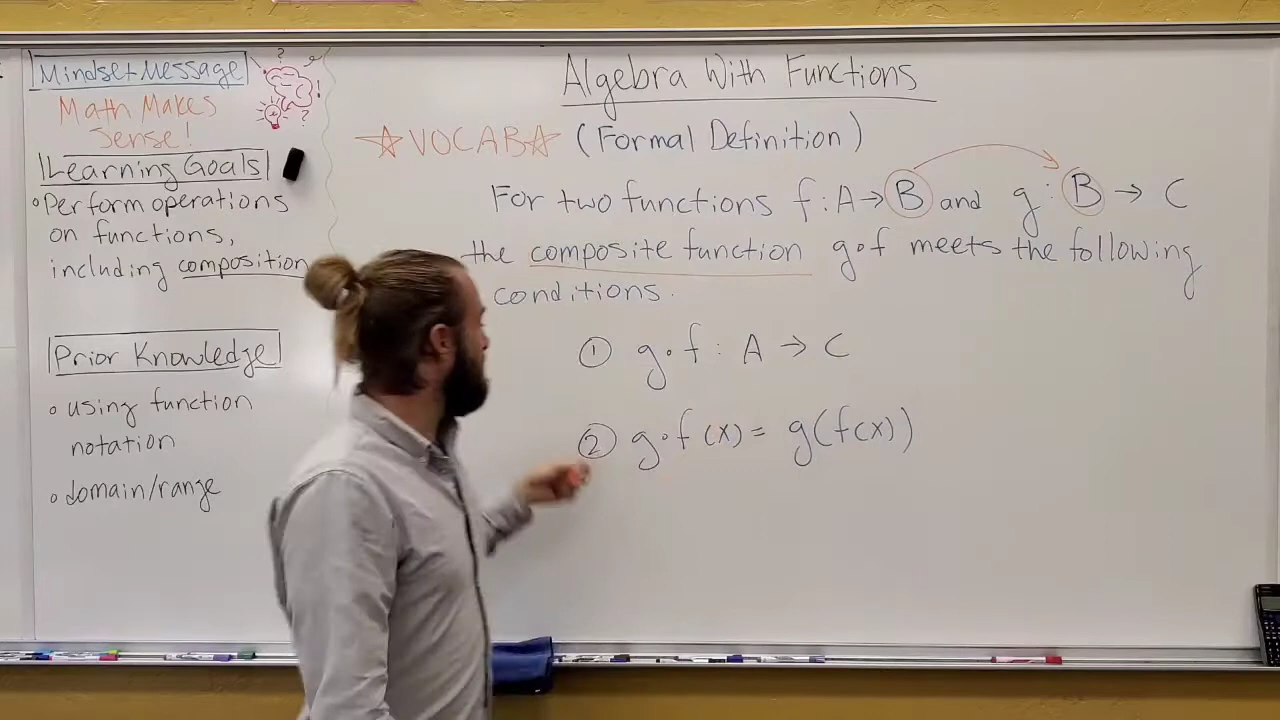 Mindset Message
Math Makes
Sense!
Learning Goals
• Perform operations
on functions,
including composition
Prior Knowledge
• using function
notation
• domain/range
Algebra With Functions
☆VOCAB☆ (Formal Definition)
For two functions f : A → B and g : B → C
the composite function g∘f meets the following
conditions.
① g∘f : A → C
② g∘f (x) = g(f(x))